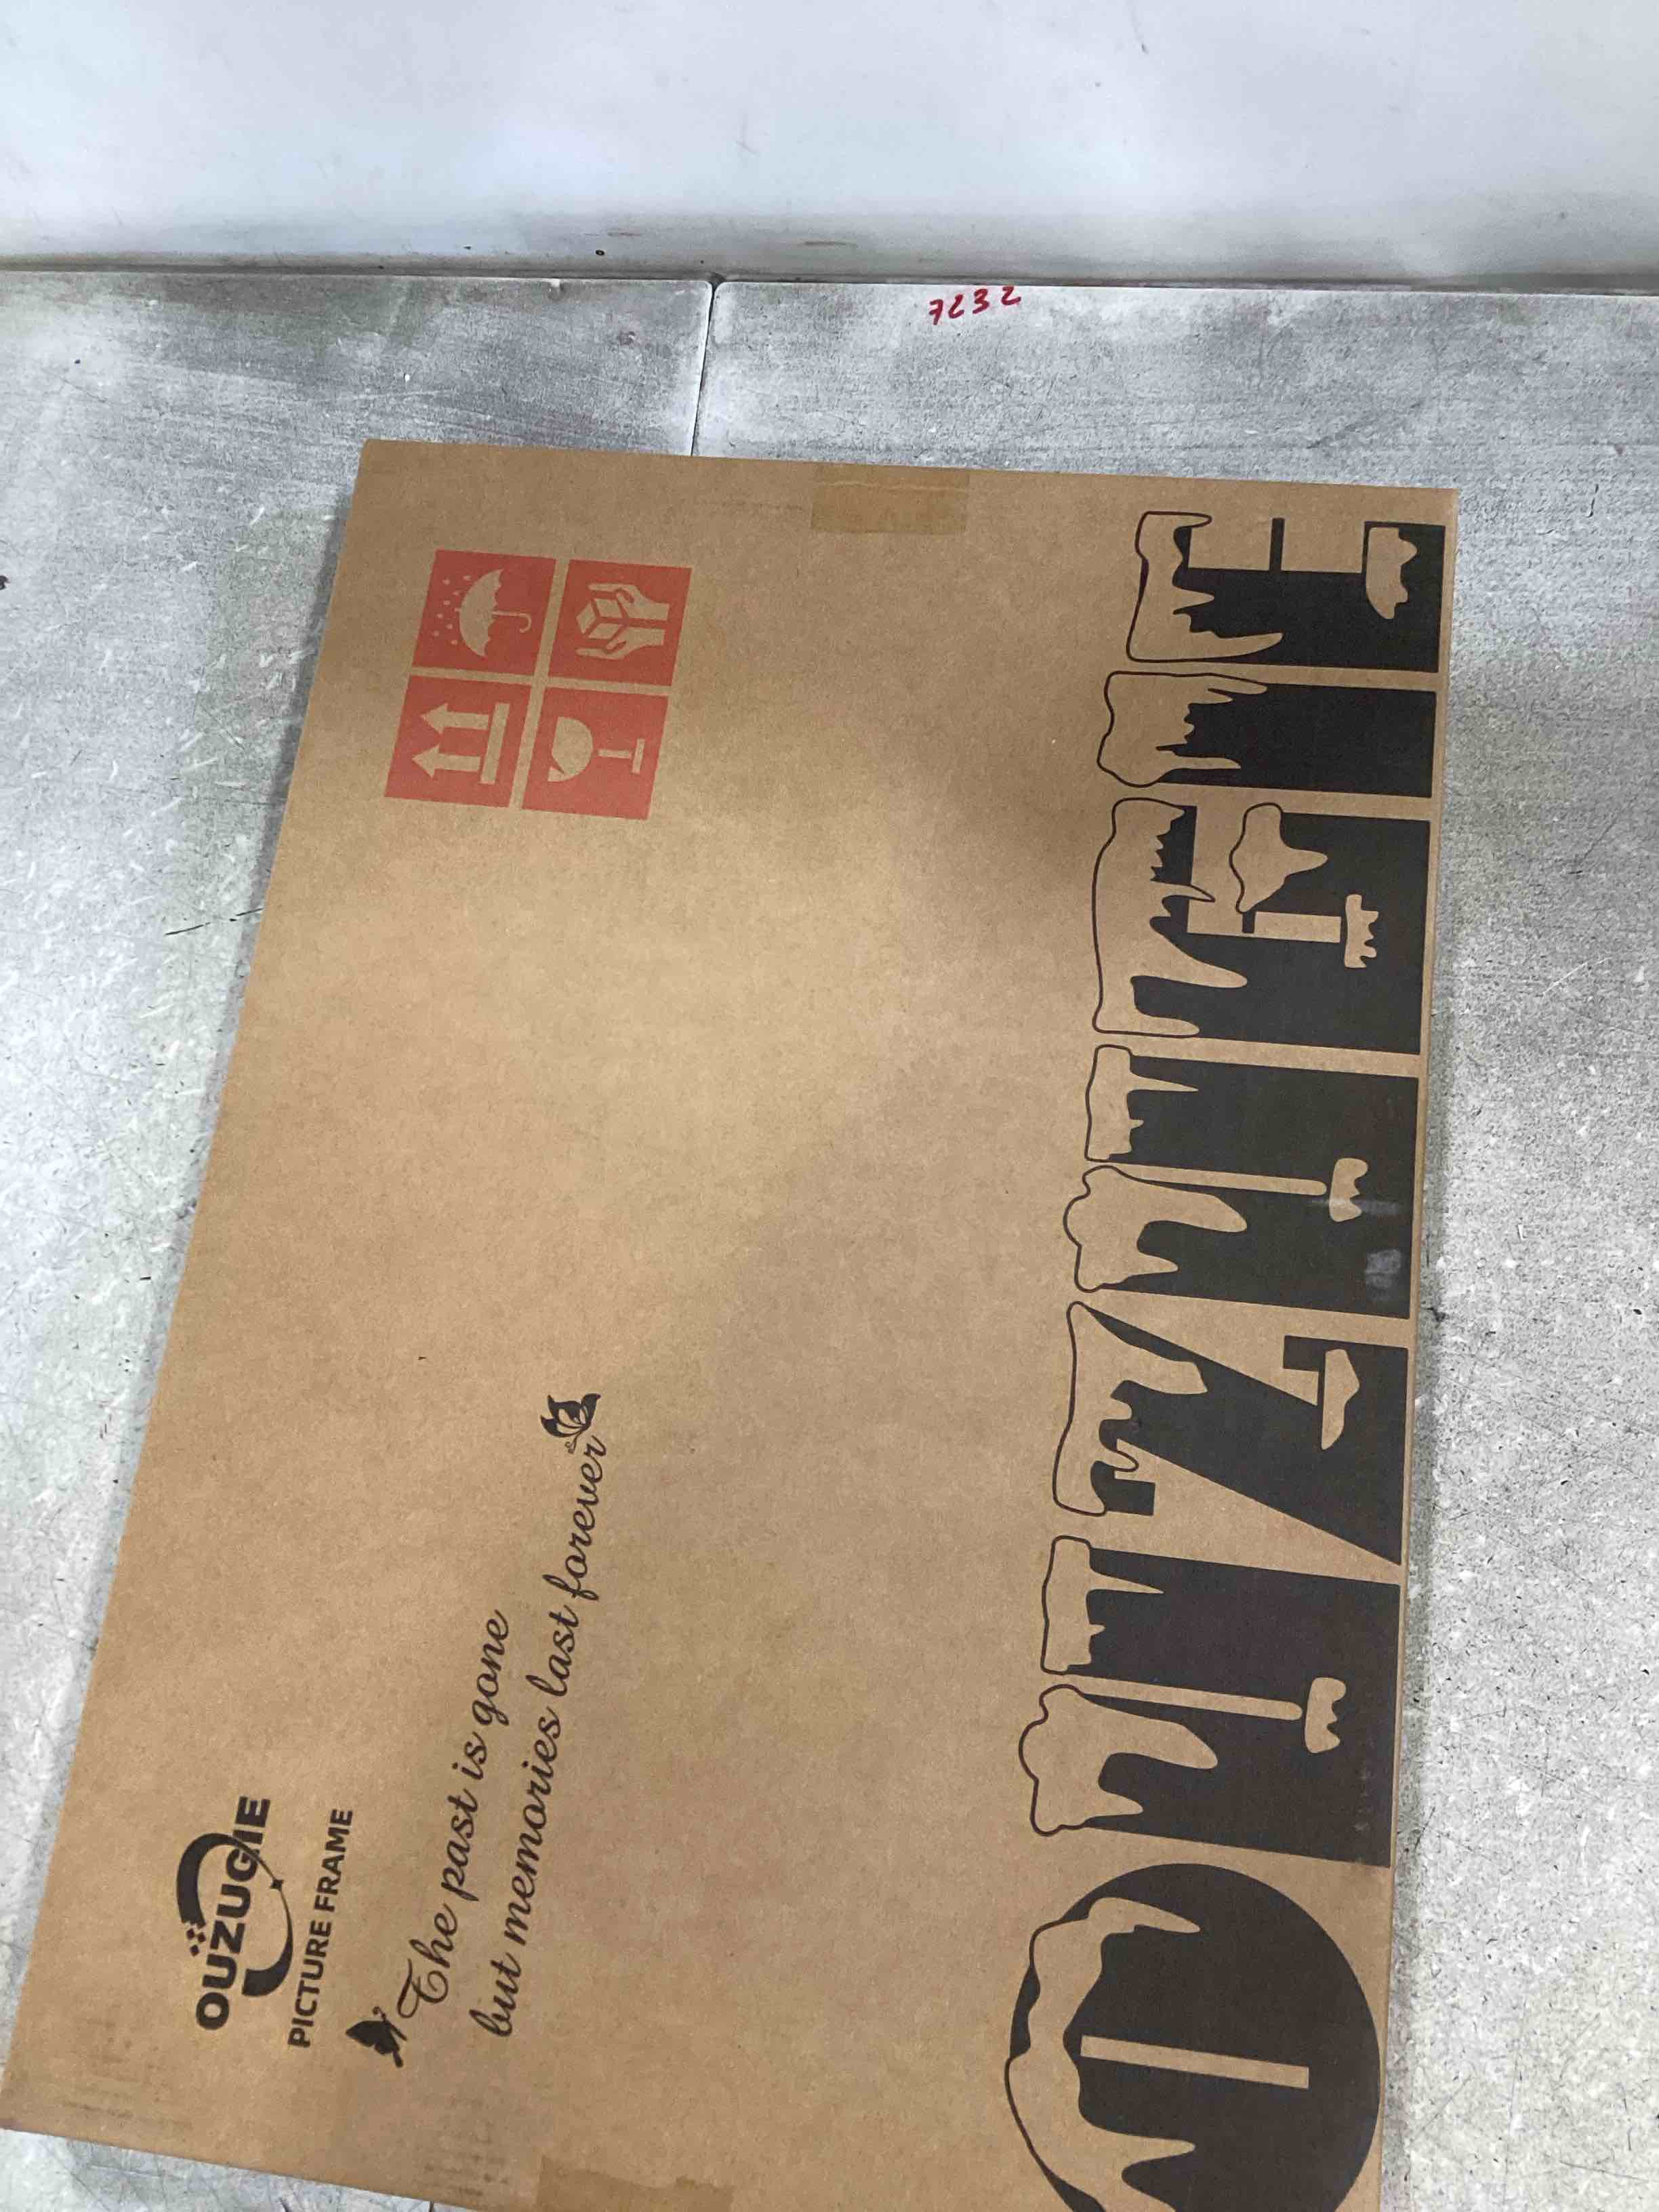 7232
OUZUGIE
PICTURE FRAME
The past is gone
but memories last forever
OUZUGIE